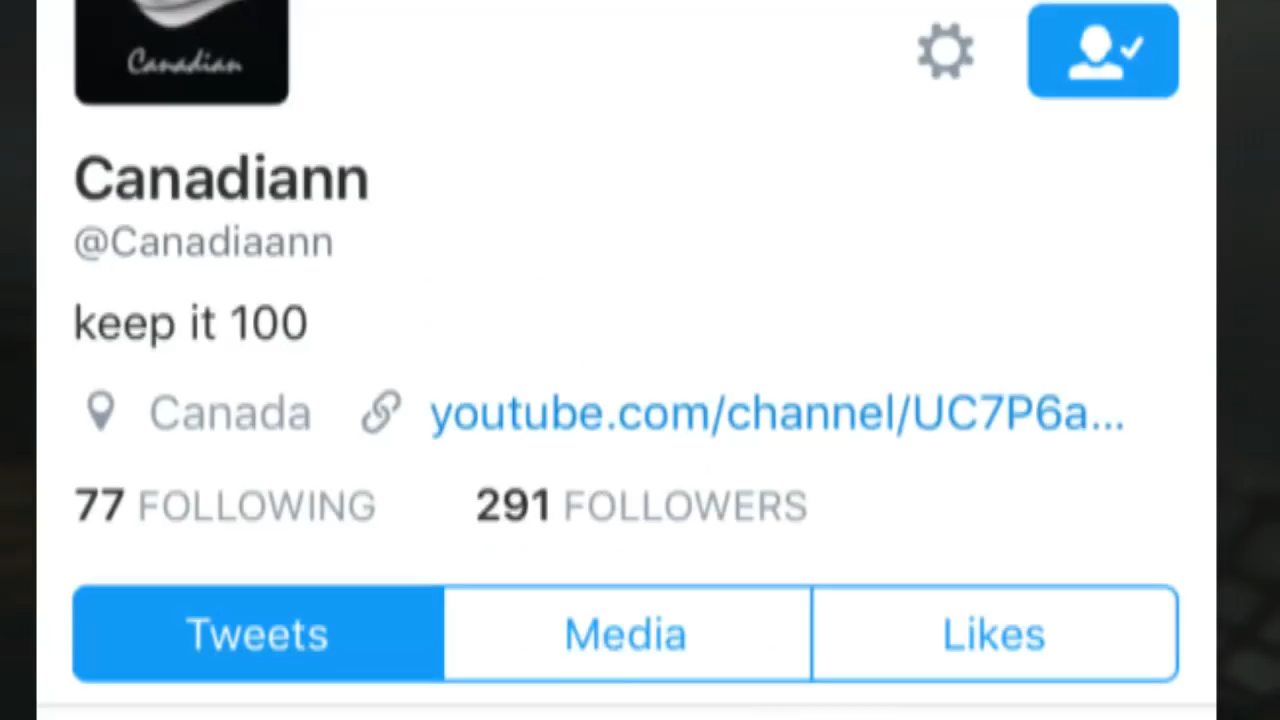 Canadian
Canadiann
@Canadiaann
keep it 100
Canada youtube.com/channel/UC7P6a...
77 FOLLOWING 291 FOLLOWERS
Tweets Media Likes